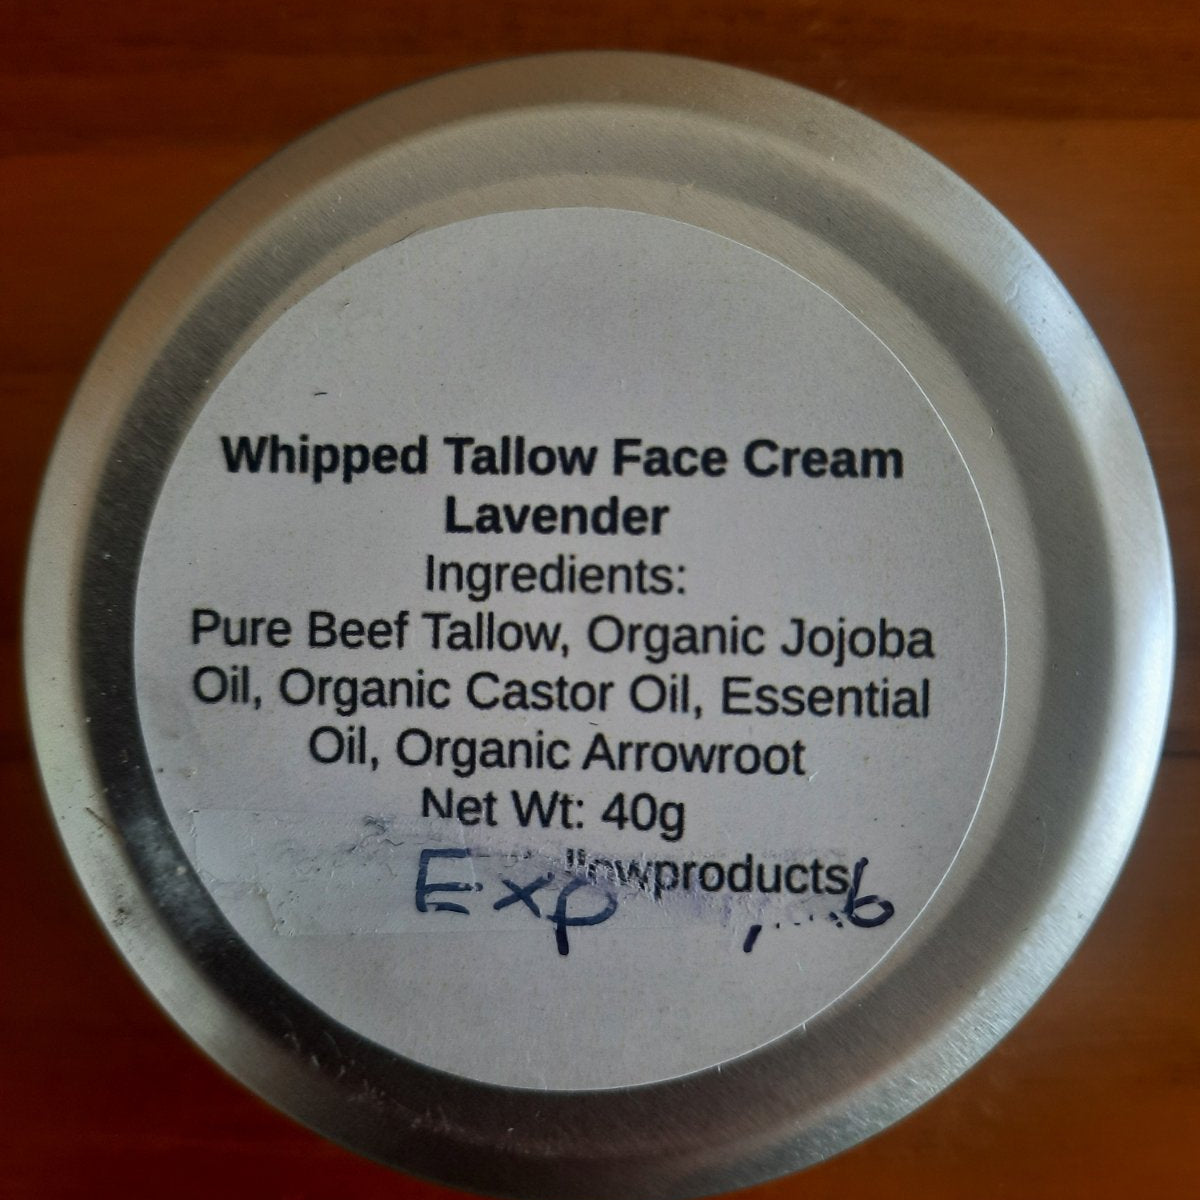 Whipped Tallow Face Cream
Lavender
Ingredients:
Pure Beef Tallow, Organic Jojoba
Oil, Organic Castor Oil, Essential
Oil, Organic Arrowroot
Net Wt: 40g
Exp